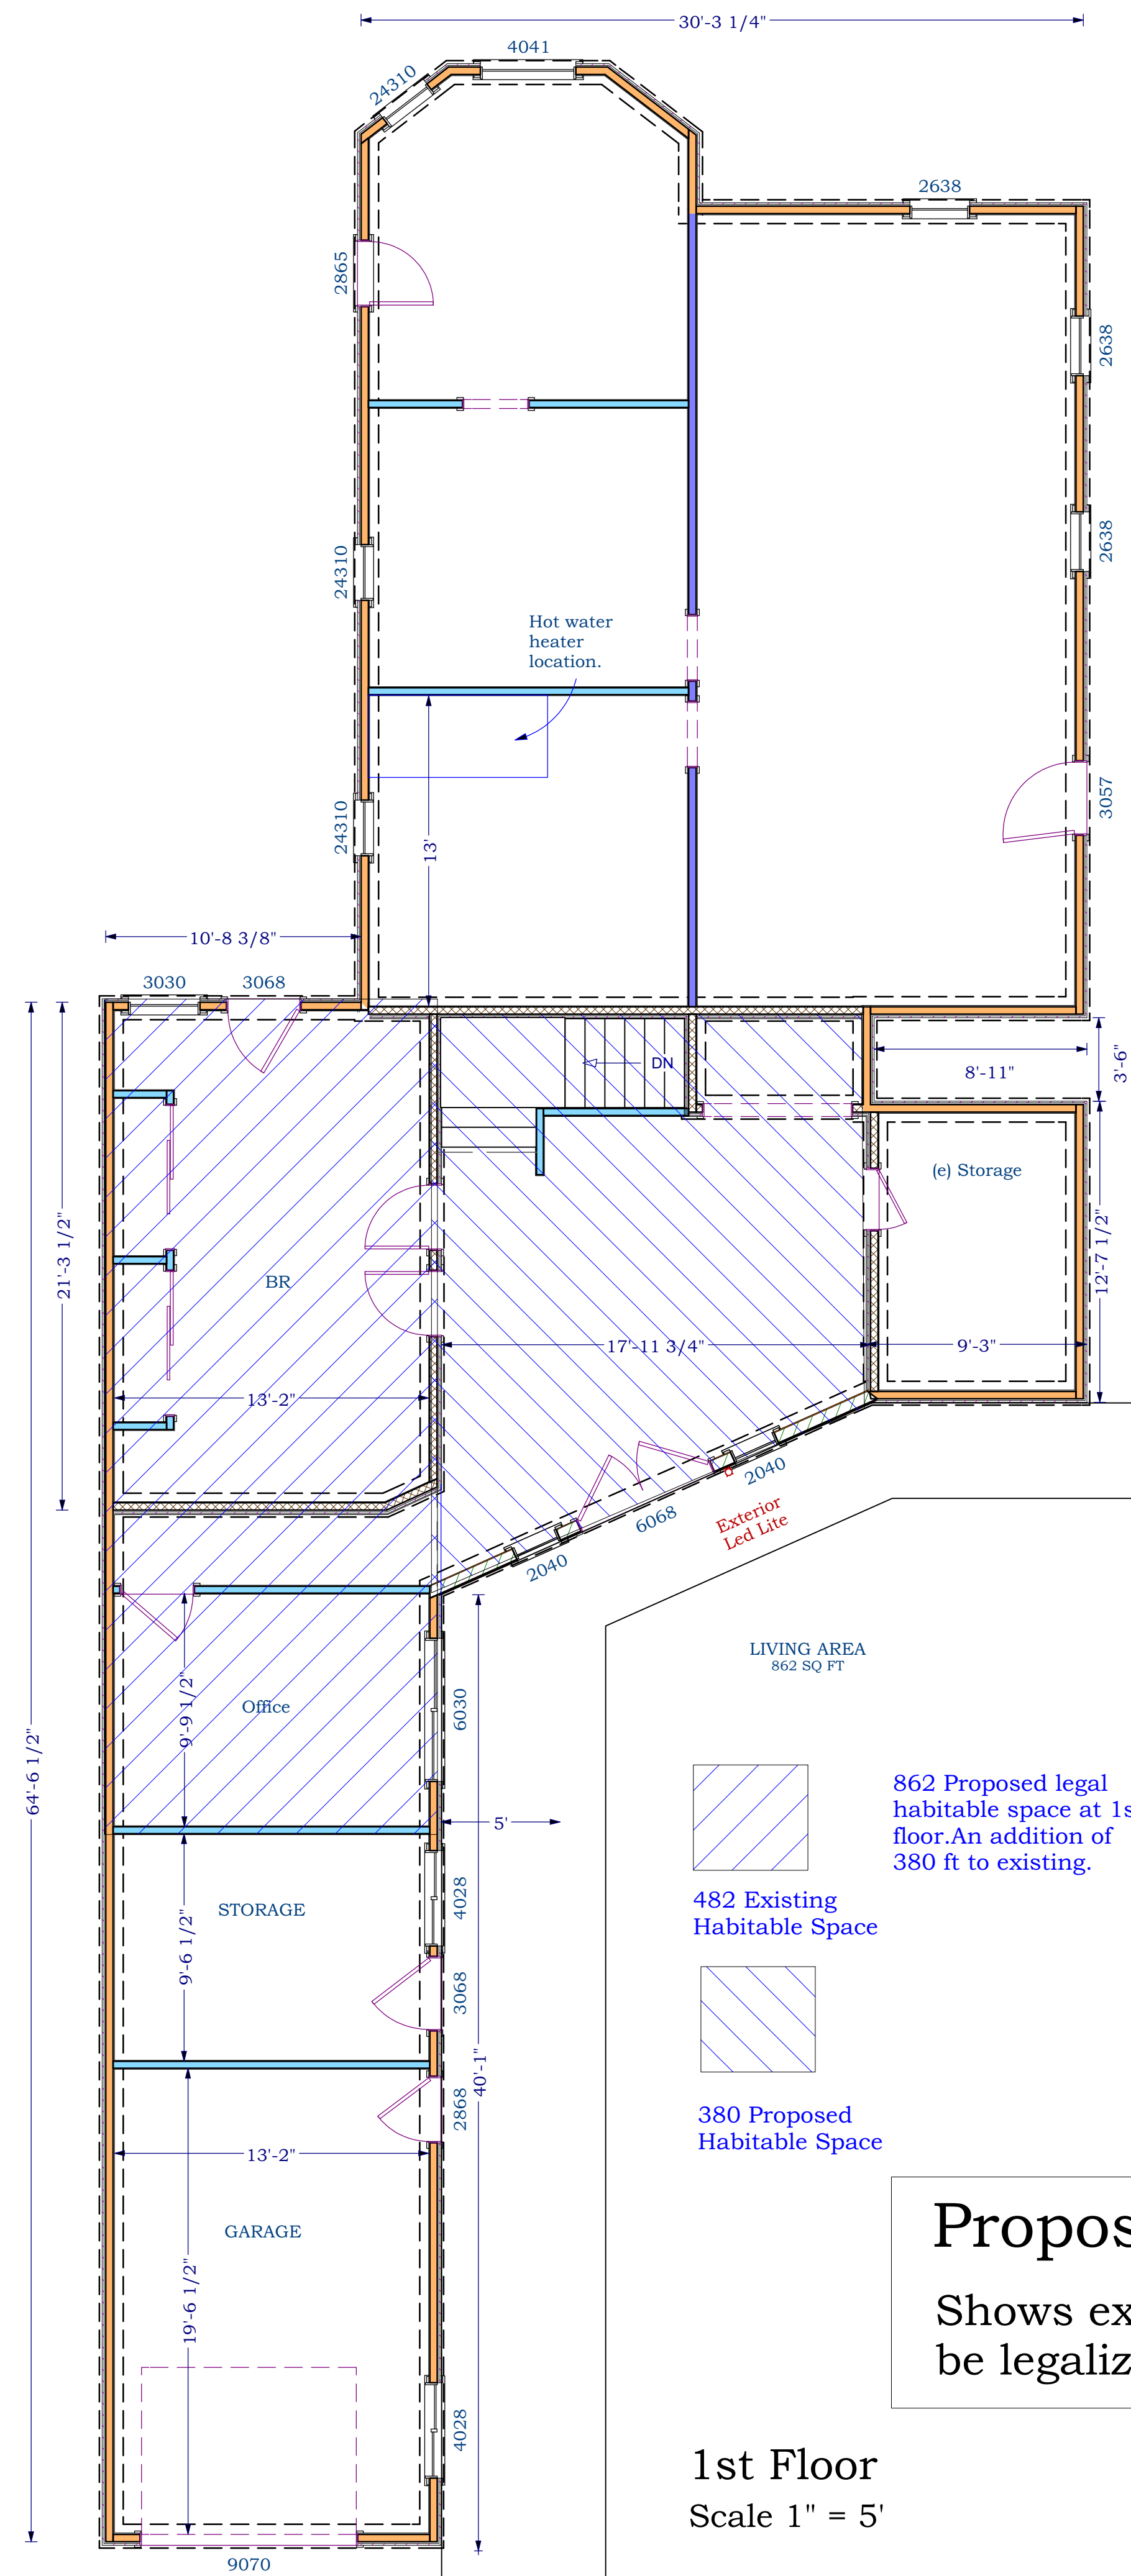 30'-3 1/4"
4041
24310
2638
2865
2638
24310
2638
Hot water
heater
location.
24310
3057
13'
10'-8 3/8"
3030
3068
DN
8'-11"
3'-6"
(e) Storage
21'-3 1/2"
12'-7 1/2"
BR
17'-11 3/4"
9'-3"
13'-2"
2040
6068
Exterior
Led Lite
2040
LIVING AREA
862 SQ FT
9'-9 1/2"
Office
6030
64'-6 1/2"
5'
862 Proposed legal
habitable space at 1s
floor.An addition of
380 ft to existing.
482 Existing
Habitable Space
STORAGE
4028
9'-6 1/2"
3068
40'-1"
2868
380 Proposed
Habitable Space
13'-2"
GARAGE
Propos
19'-6 1/2"
Shows ex
be legaliz
4028
1st Floor
Scale 1" = 5'
9070